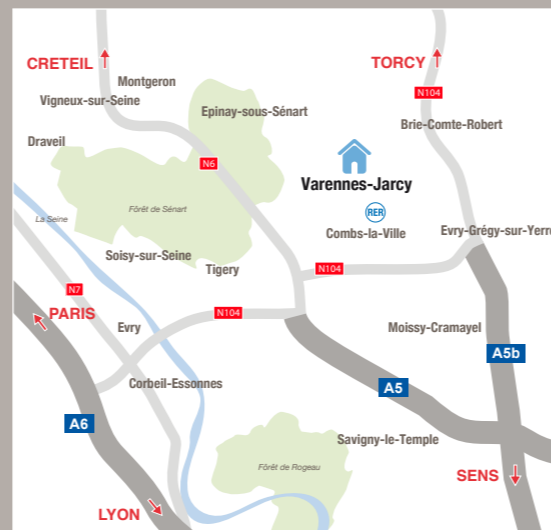 CRETEIL
TORCY
Montgeron
N104
Vigneux-sur-Seine
Epinay-sous-Sénart
Brie-Comte-Robert
Draveil
N6
Varennes-Jarcy
Fôrêt de Sénart
RER
La Seine
Combs-la-Ville
Evry-Grégy-sur-Yerre
Soisy-sur-Seine
Tigery
N104
N7
PARIS
N104
Evry
Moissy-Cramayel
A5b
Corbeil-Essonnes
A5
A6
Savigny-le-Temple
Fôrêt de Rogeau
SENS
LYON